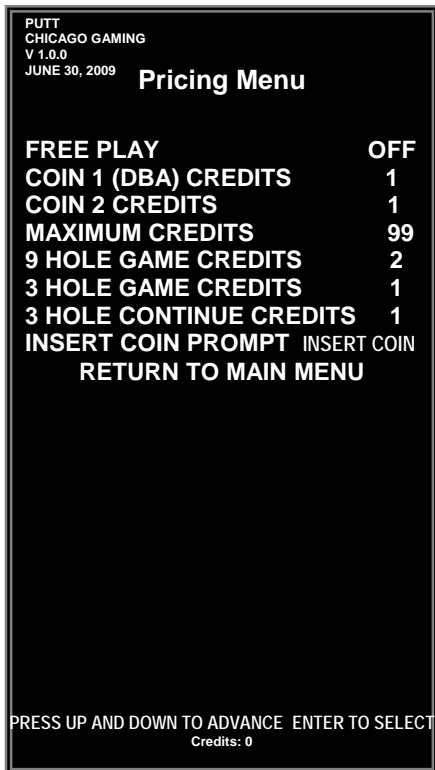 PUTT
CHICAGO GAMING
V 1.0.0
JUNE 30, 2009
Pricing Menu
FREE PLAY OFF
COIN 1 (DBA) CREDITS 1
COIN 2 CREDITS 1
MAXIMUM CREDITS 99
9 HOLE GAME CREDITS 2
3 HOLE GAME CREDITS 1
3 HOLE CONTINUE CREDITS 1
INSERT COIN PROMPT INSERT COIN
RETURN TO MAIN MENU
PRESS UP AND DOWN TO ADVANCE ENTER TO SELECT
Credits: 0